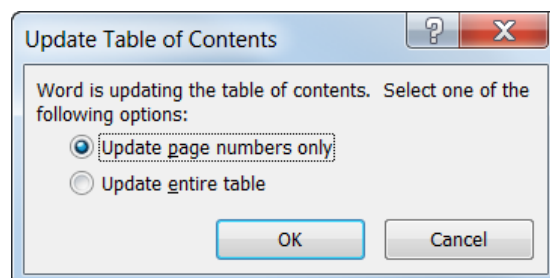 Update Table of Contents
Word is updating the table of contents.  Select one of the
following options:
Update page numbers only
Update entire table
OK Cancel